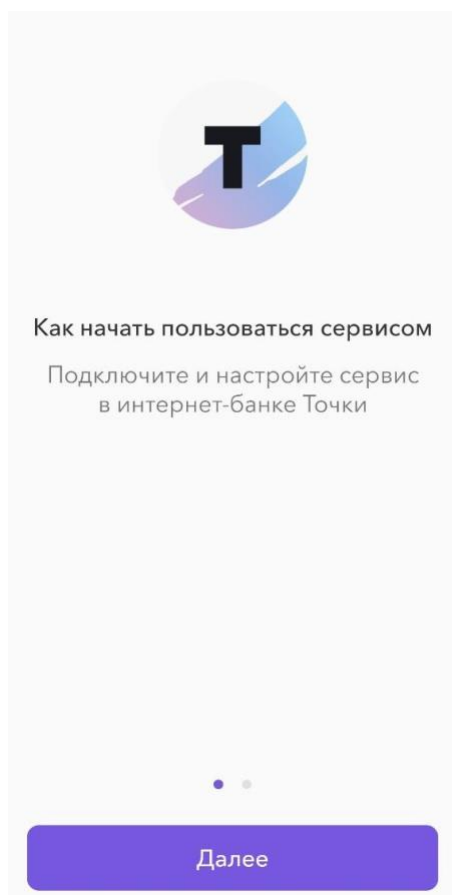 Т
Как начать пользоваться сервисом
Подключите и настройте сервис
в интернет-банке Точки
Далее